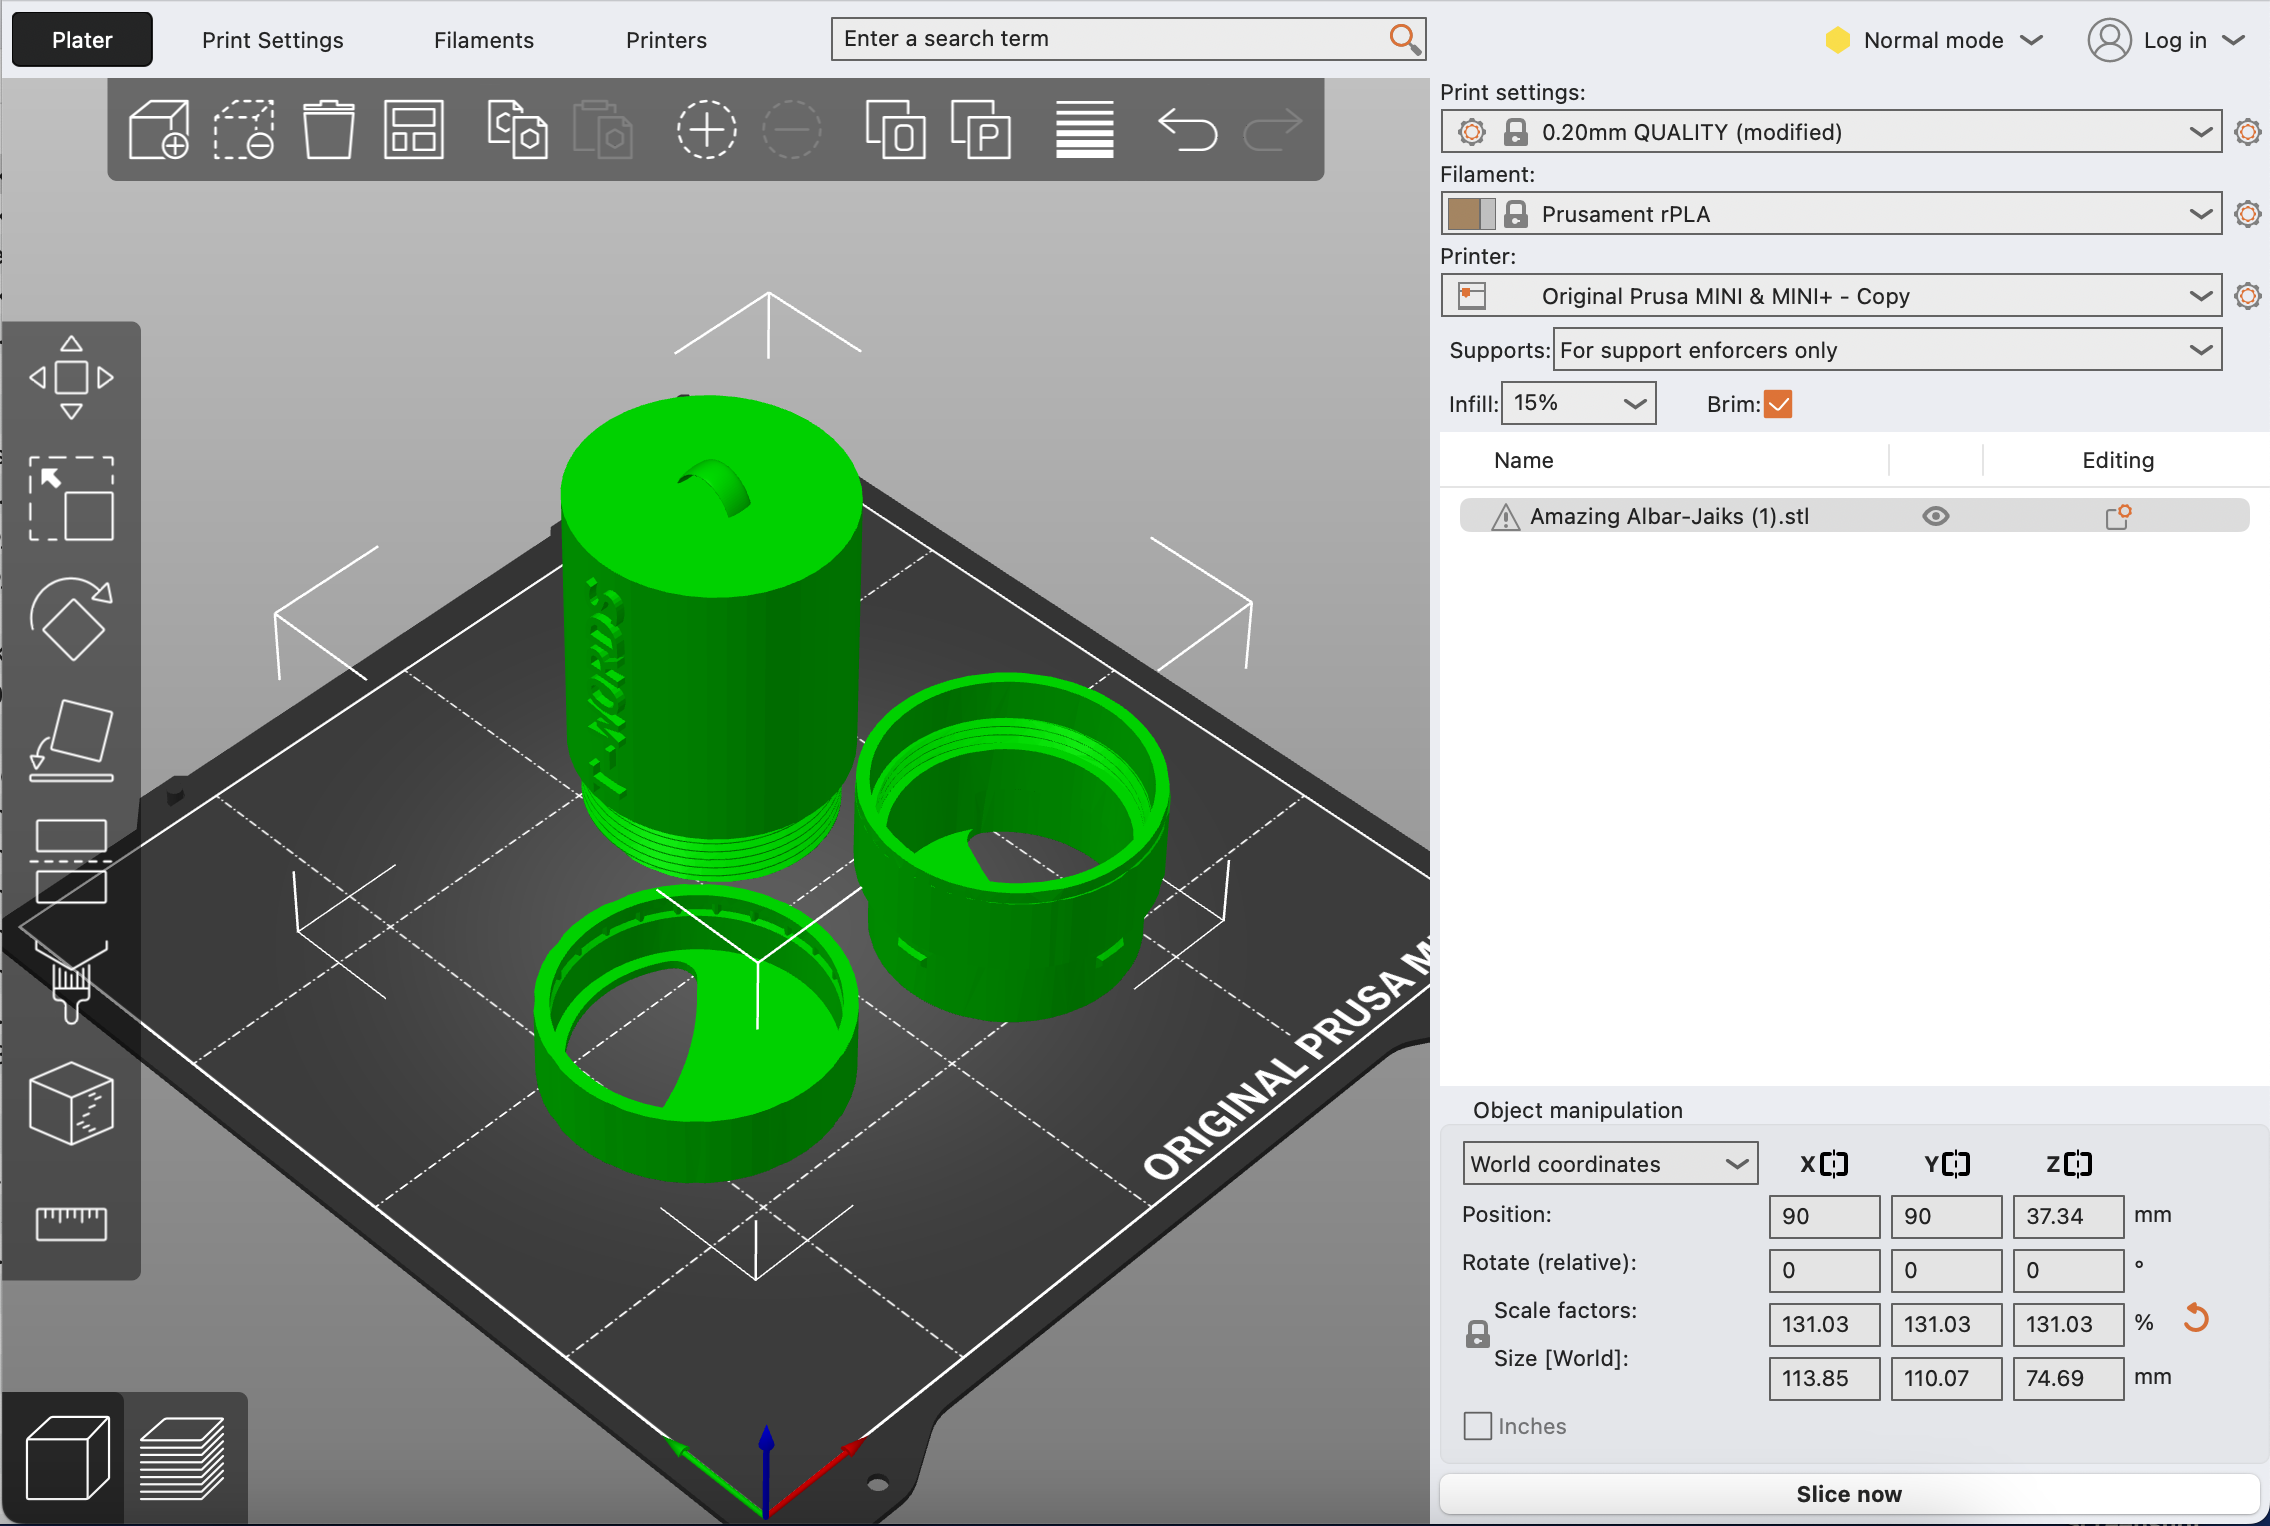 Plater
Print Settings
Filaments
Printers
Enter a search term
Normal mode
Log in
Print settings:
0.20mm QUALITY (modified)
Filament:
Prusament rPLA
Printer:
Original Prusa MINI & MINI+ - Copy
Supports:
For support enforcers only
Infill:
15%
Brim:
Name
Editing
Amazing Albar-Jaiks (1).stl
ORIGINAL PRUSA M
Object manipulation
World coordinates
X
Y
Z
Position:
90
90
37.34
mm
Rotate (relative):
0
0
0
°
Scale factors:
131.03
131.03
131.03
%
Size [World]:
113.85
110.07
74.69
mm
Inches
Slice now